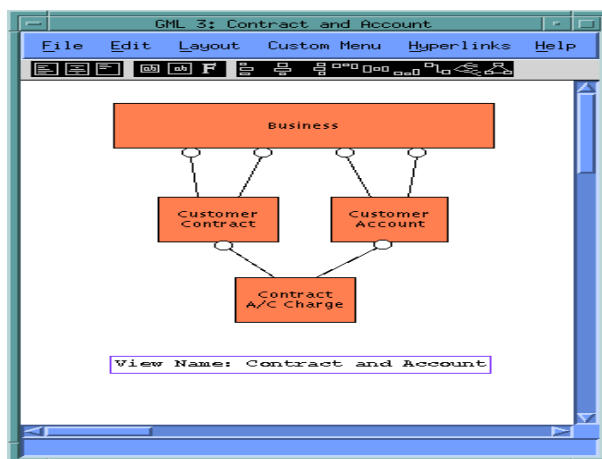 GML 3: Contract and Account
File Edit Layout Custom Menu Hyperlinks Help
Business
Customer
Contract
Customer
Account
Contract
A/C Charge
View Name: Contract and Account